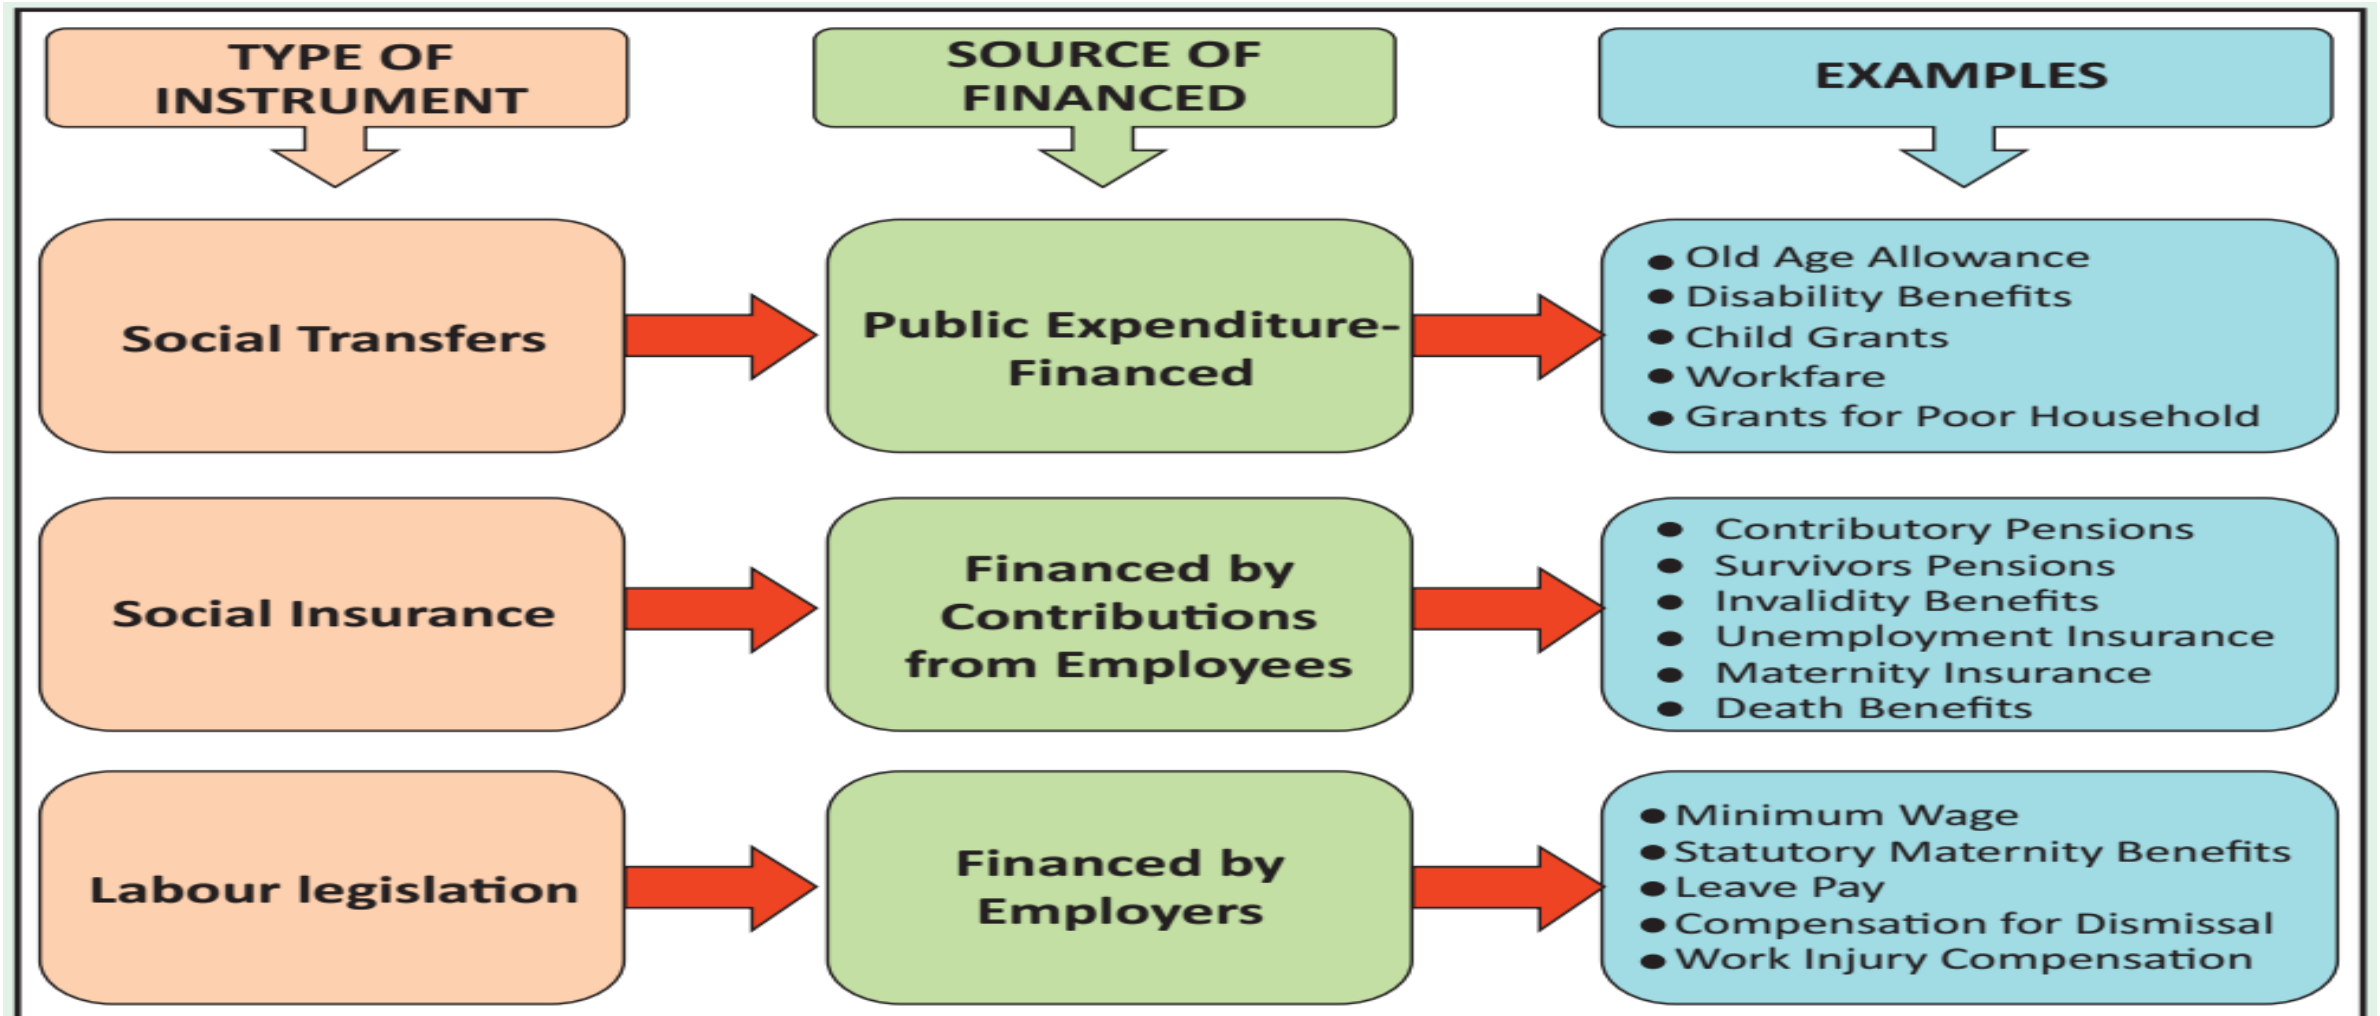 TYPE OF
INSTRUMENT
SOURCE OF
FINANCED
EXAMPLES
Social Transfers
Public Expenditure-
Financed
● Old Age Allowance
● Disability Benefits
● Child Grants
● Workfare
● Grants for Poor Household
Social Insurance
Financed by
Contributions
from Employees
● Contributory Pensions
● Survivors Pensions
● Invalidity Benefits
● Unemployment Insurance
● Maternity Insurance
● Death Benefits
Labour legislation
Financed by
Employers
● Minimum Wage
● Statutory Maternity Benefits
● Leave Pay
● Compensation for Dismissal
● Work Injury Compensation